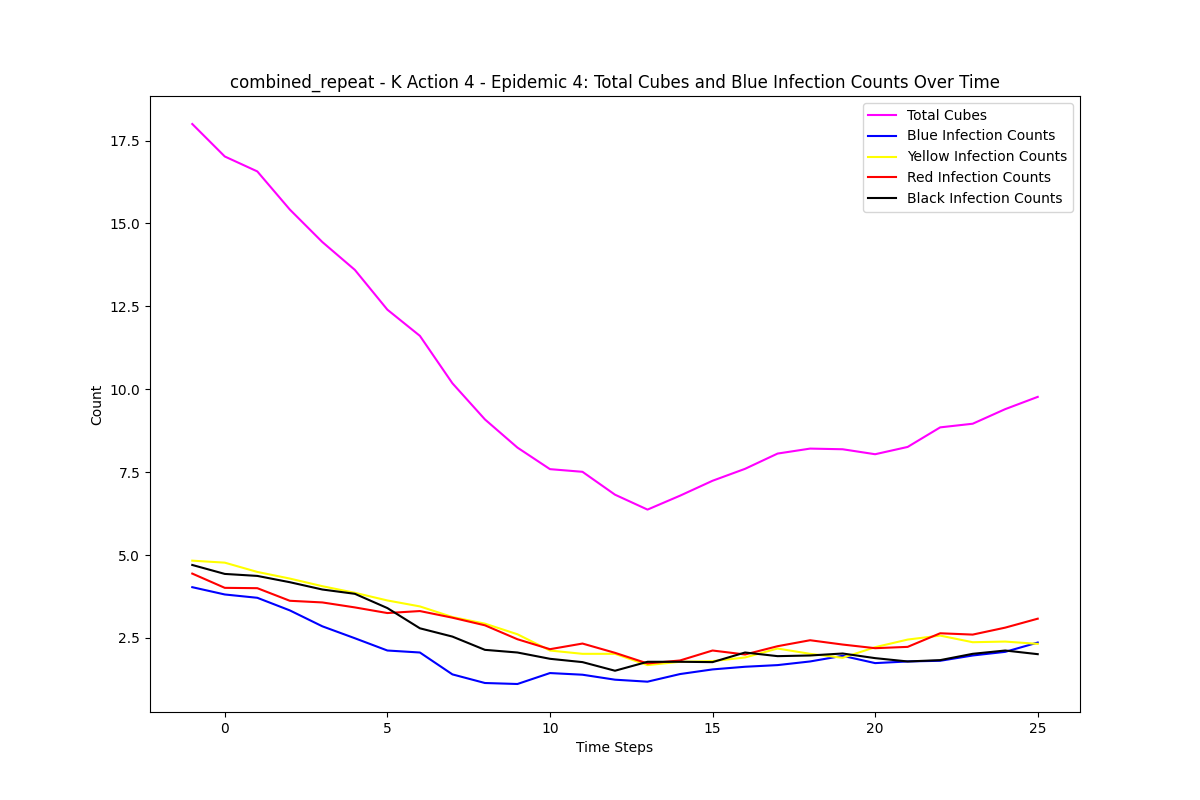 combined_repeat - K Action 4 - Epidemic 4: Total Cubes and Blue Infection Counts Over Time
Total Cubes
Blue Infection Counts
Yellow Infection Counts
Red Infection Counts
Black Infection Counts
17.5
15.0
12.5
10.0
7.5
5.0
2.5
Count
0 5 10 15 20 25
Time Steps